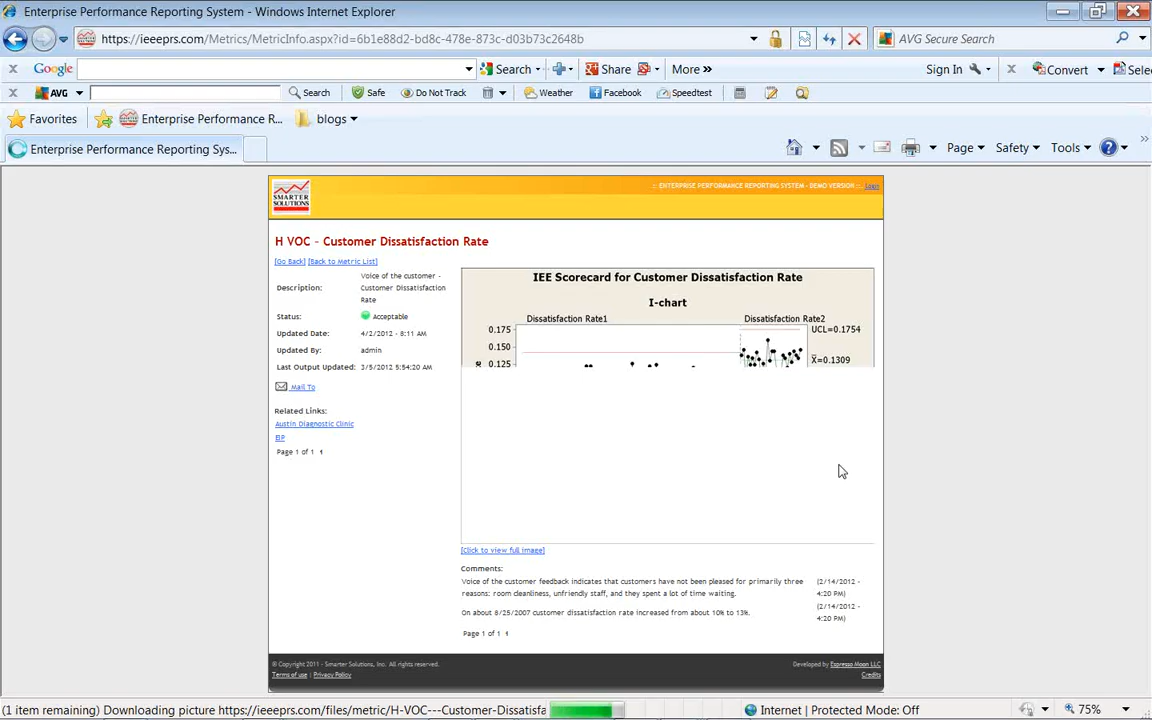 Enterprise Performance Reporting System - Windows Internet Explorer
https://ieeeprs.com/Metrics/MetricInfo.aspx?id=6b1e88d2-bd8c-478e-873c-d03b73c2648b
AVG Secure Search
X Google Search Share More » Sign In X Convert Sele
X AVG Search Safe Do Not Track Weather Facebook Speedtest
Favorites Enterprise Performance R... blogs
Enterprise Performance Reporting Sys... Page Safety Tools
SMARTER SOLUTIONS
:: ENTERPRISE PERFORMANCE REPORTING SYSTEM - DEMO VERSION ::
H VOC - Customer Dissatisfaction Rate
[Go Back] [Back to Metric List]
Description: Voice of the customer - Customer Dissatisfaction Rate
Status: Acceptable
Updated Date: 4/2/2012 - 8:11 AM
Updated By: admin
Last Output Updated: 3/5/2012 5:54:20 AM
Mail To
Related Links:
Austin Diagnostic Clinic
EIP
Page 1 of 1 1
IEE Scorecard for Customer Dissatisfaction Rate
I-chart
Dissatisfaction Rate1 Dissatisfaction Rate2
0.175 UCL=0.1754
0.150
0.125 X̄=0.1309
[Click to view full image]
Comments:
Voice of the customer feedback indicates that customers have not been pleased for primarily three (2/14/2012 -
reasons: room cleanliness, unfriendly staff, and they spent a lot of time waiting. 4:20 PM)
On about 8/25/2007 customer dissatisfaction rate increased from about 10% to 13%. (2/14/2012 -
4:20 PM)
Page 1 of 1 1
© Copyright 2011 - Smarter Solutions, Inc. All rights reserved. Developed by Espresso Moon LLC
Terms of use | Privacy Policy Credits
(1 item remaining) Downloading picture https://ieeeprs.com/files/metric/H-VOC---Customer-Dissatisfa Internet | Protected Mode: Off 75%